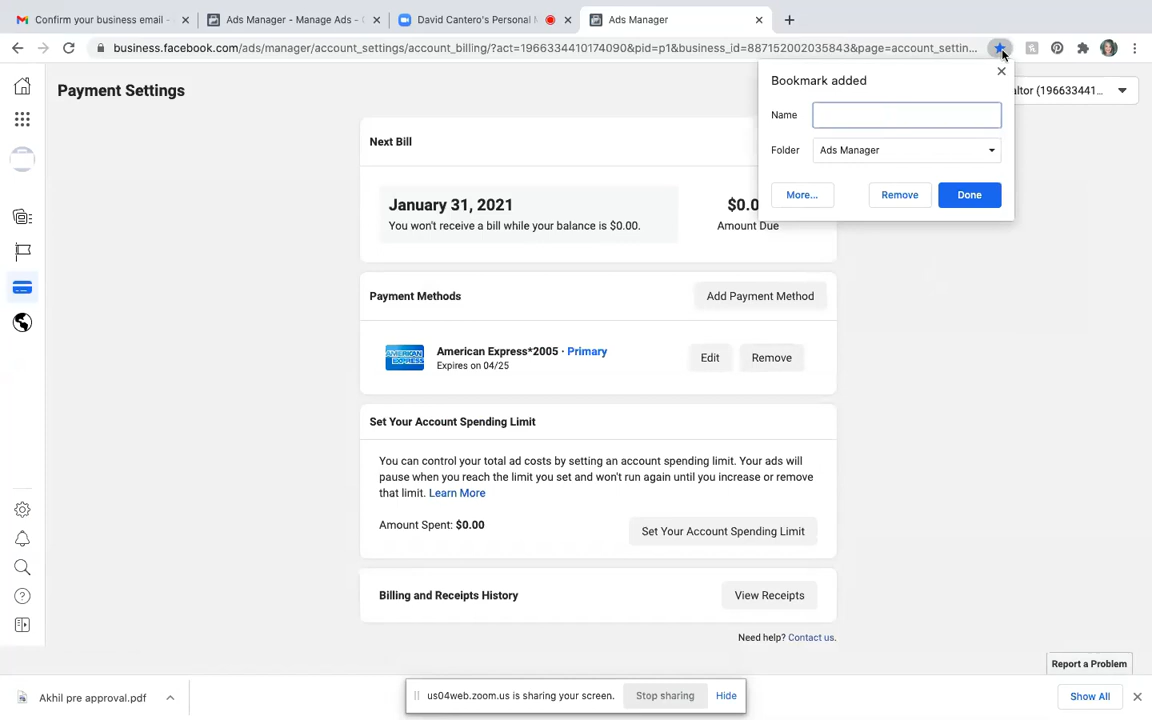 Confirm your business email -
Ads Manager - Manage Ads -
David Cantero's Personal
Ads Manager
business.facebook.com/ads/manager/account_settings/account_billing/?act=1966334410174090&pid=p1&business_id=887152002035843&page=account_settin...
Payment Settings
altor (196633441...
Bookmark added
Name
Folder
Ads Manager
More...
Remove
Done
Next Bill
January 31, 2021
You won't receive a bill while your balance is $0.00.
$0.0
Amount Due
Payment Methods
Add Payment Method
AMERICAN EXPRESS
American Express*2005 · Primary
Expires on 04/25
Edit
Remove
Set Your Account Spending Limit
You can control your total ad costs by setting an account spending limit. Your ads will
pause when you reach the limit you set and won't run again until you increase or remove
that limit. Learn More
Amount Spent: $0.00
Set Your Account Spending Limit
Billing and Receipts History
View Receipts
Need help? Contact us.
Report a Problem
Akhil pre approval.pdf
us04web.zoom.us is sharing your screen.
Stop sharing
Hide
Show All